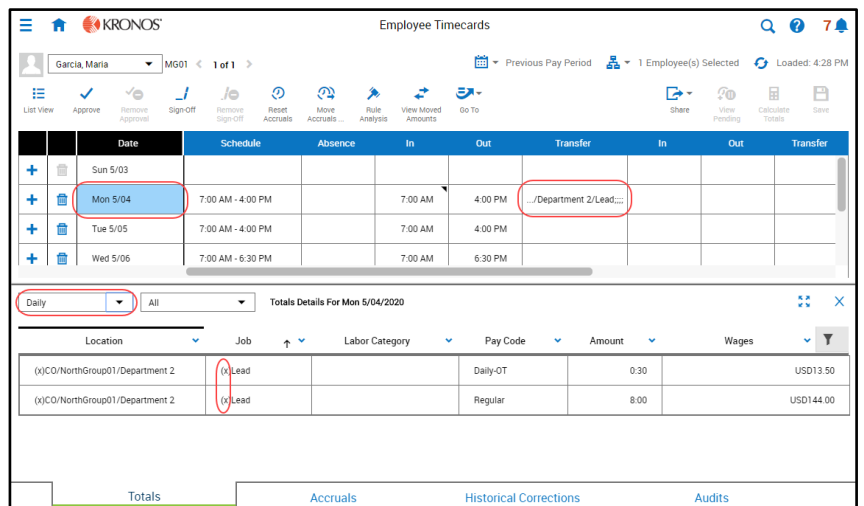 KRONOS®
Employee Timecards
7
Garcia, Maria
MG01
1 of 1
Previous Pay Period
1 Employee(s) Selected
Loaded: 4:28 PM
List View
Approve
Remove Approval
Sign-Off
Remove Sign-Off
Reset Accruals
Move Accruals ...
Rule Analysis
View Moved Amounts
Go To
Share
View Pending
Calculate Totals
Save
Date Schedule Absence In Out Transfer In Out Transfer
Sun 5/03
Mon 5/04 7:00 AM - 4:00 PM 7:00 AM 4:00 PM .../Department 2/Lead;;;;
Tue 5/05 7:00 AM - 4:00 PM 7:00 AM 4:00 PM
Wed 5/06 7:00 AM - 6:30 PM 7:00 AM 6:30 PM
Daily
All
Totals Details For Mon 5/04/2020
Location Job Labor Category Pay Code Amount Wages
(x)CO/NorthGroup01/Department 2 (x)Lead Daily-OT 0:30 USD13.50
(x)CO/NorthGroup01/Department 2 (x)Lead Regular 8:00 USD144.00
Totals Accruals Historical Corrections Audits